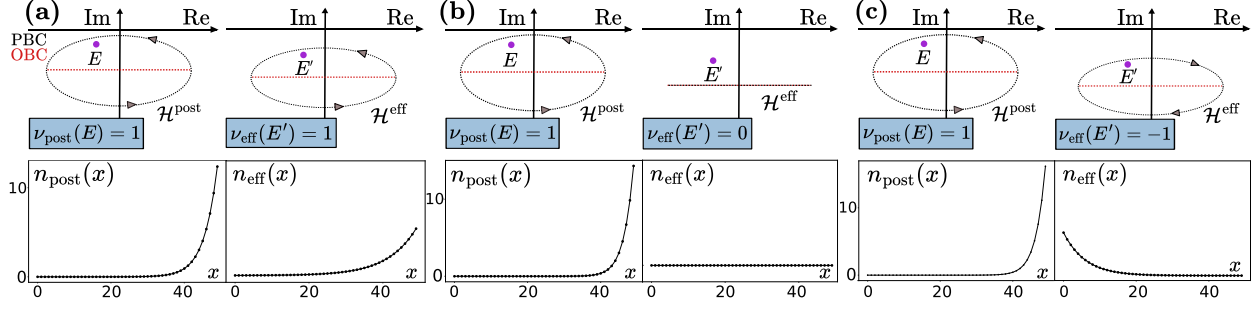 (a) Im Re Im Re
PBC
OBC
E E′
ℋ^post ℋ^eff
ν_post(E) = 1 ν_eff(E′) = 1
n_post(x) n_eff(x)
10
0
x x
0 20 40 0 20 40
(b) Im Re Im Re
E E′
ℋ^post ℋ^eff
ν_post(E) = 1 ν_eff(E′) = 0
n_post(x) n_eff(x)
10
0
x x
0 20 40 0 20 40
(c) Im Re Im Re
E E′
ℋ^post ℋ^eff
ν_post(E) = 1 ν_eff(E′) = −1
n_post(x) n_eff(x)
10
0
x x
0 20 40 0 20 40